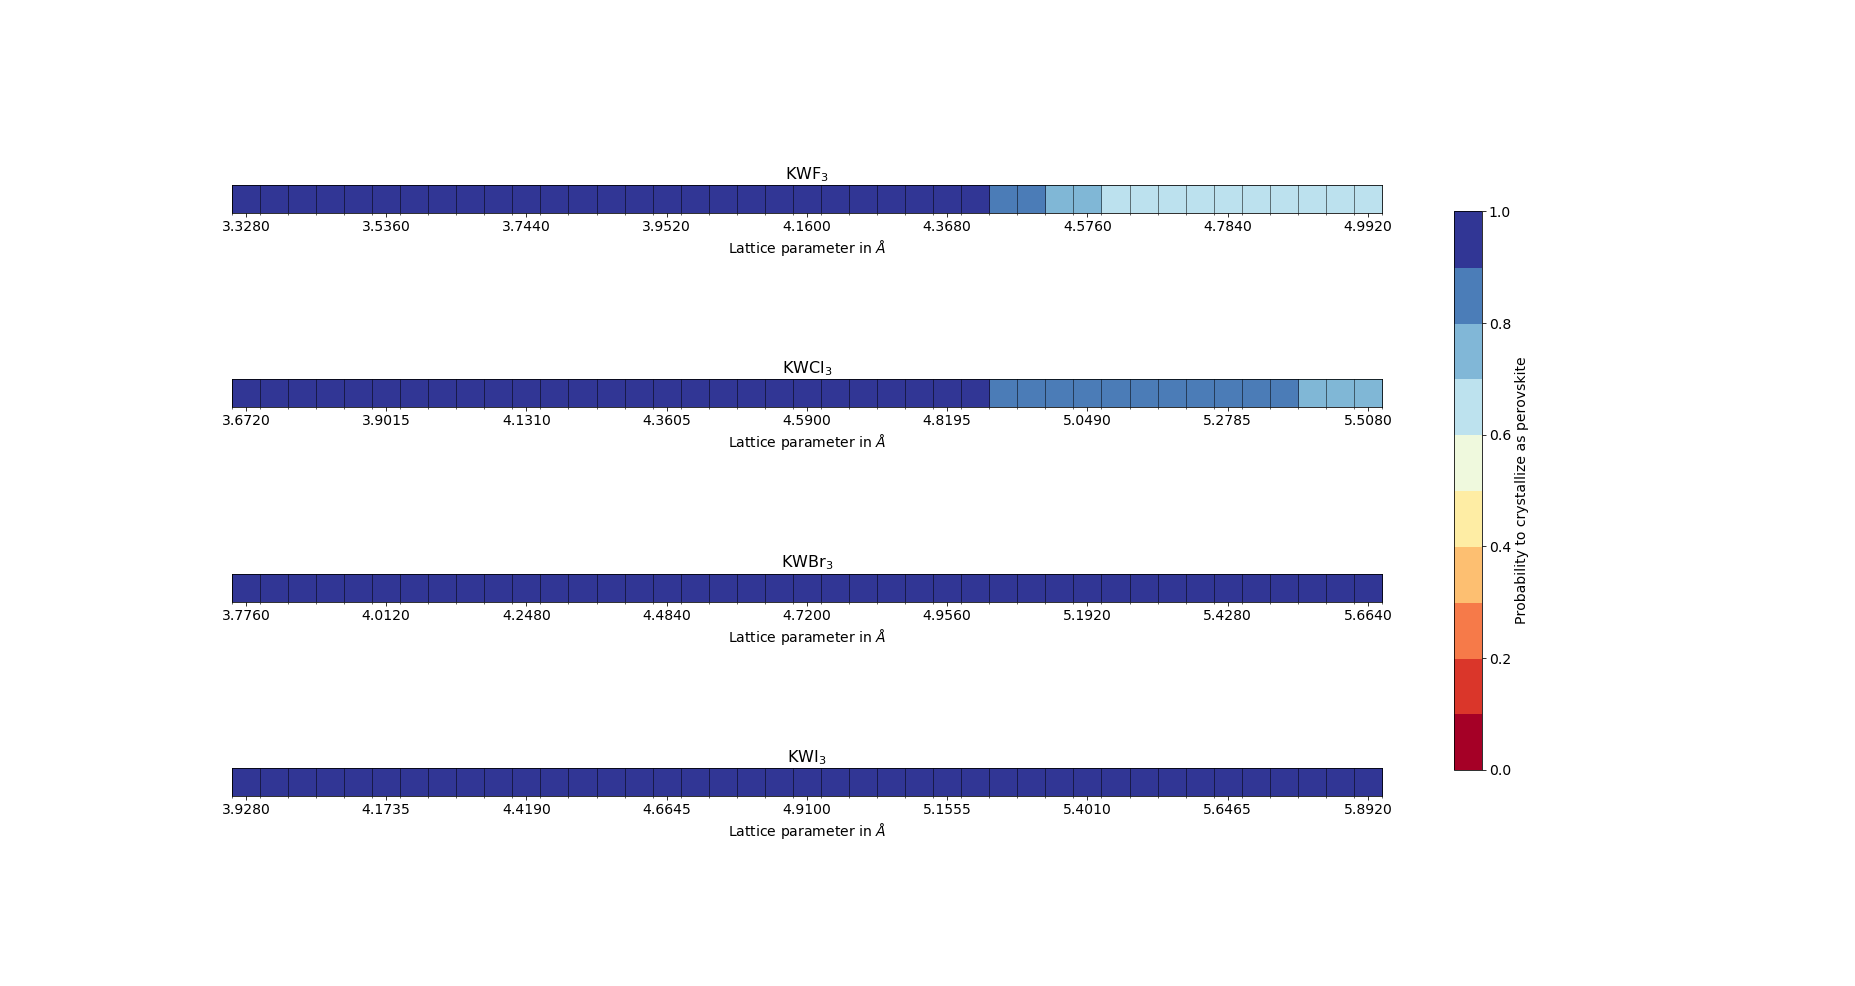 KWF₃
3.3280 3.5360 3.7440 3.9520 4.1600 4.3680 4.5760 4.7840 4.9920
Lattice parameter in Å
KWCl₃
3.6720 3.9015 4.1310 4.3605 4.5900 4.8195 5.0490 5.2785 5.5080
Lattice parameter in Å
KWBr₃
3.7760 4.0120 4.2480 4.4840 4.7200 4.9560 5.1920 5.4280 5.6640
Lattice parameter in Å
KWI₃
3.9280 4.1735 4.4190 4.6645 4.9100 5.1555 5.4010 5.6465 5.8920
Lattice parameter in Å
1.0
0.8
0.6
0.4
0.2
0.0
Probability to crystallize as perovskite